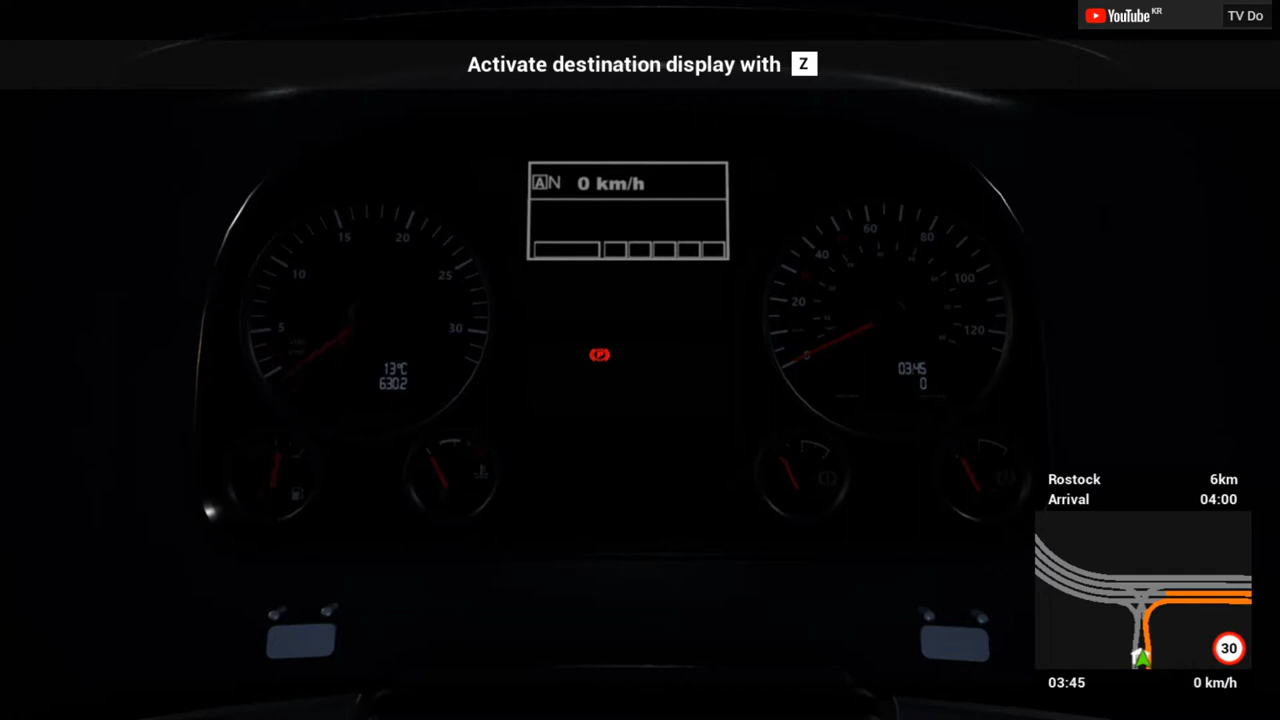 YouTube KR
TV Do
Activate destination display with Z
AN 0 km/h
5
10
15
20
25
30
13°C
630.2
0
20
40
60
80
100
120
03:45
0
Rostock 6km
Arrival 04:00
30
03:45 0 km/h